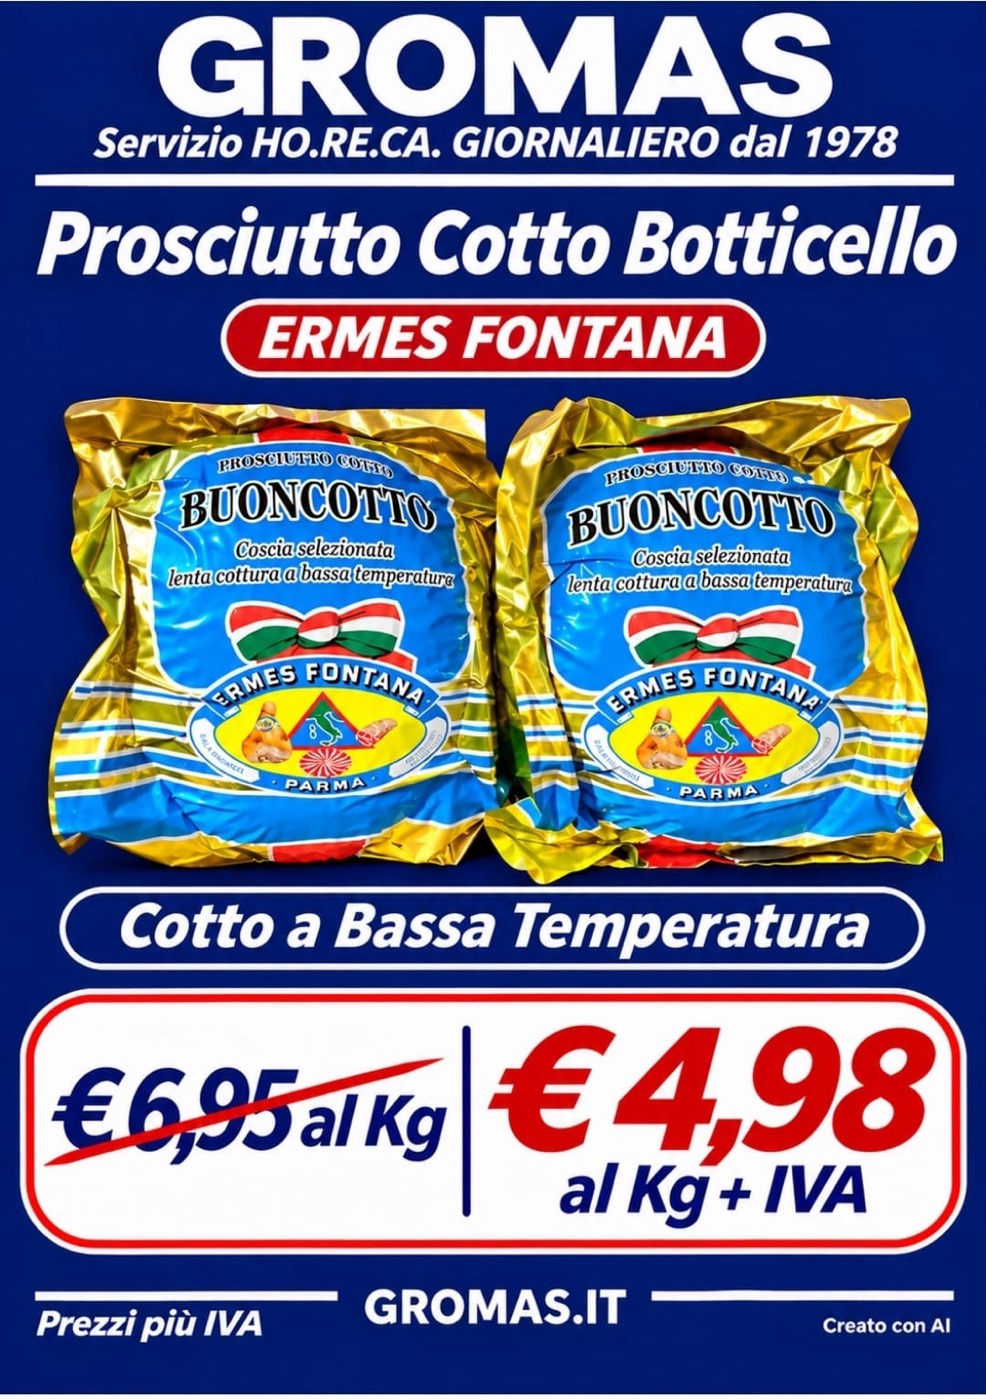 GROMAS
Servizio HO.RE.CA. GIORNALIERO dal 1978
Prosciutto Cotto Botticello
ERMES FONTANA
PROSCIUTTO COTTO
BUONCOTTO
Coscia selezionata
lenta cottura a bassa temperatura
ERMES FONTANA
8
PARMA
PROSCIUTTO COTTO
BUONCOTTO
Coscia selezionata
lenta cottura a bassa temperatura
ERMES FONTANA
8
PARMA
Cotto a Bassa Temperatura
€ 6,95 al Kg
€ 4,98
al Kg + IVA
Prezzi più IVA
GROMAS.IT
Creato con AI